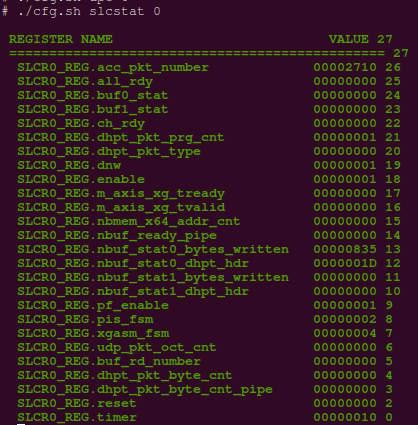 # ./cfg.sh slcstat 0
REGISTER NAME VALUE 27
================================================ 27
SLCR0_REG.acc_pkt_number 00002710 26
SLCR0_REG.all_rdy 00000000 25
SLCR0_REG.buf0_stat 00000000 24
SLCR0_REG.buf1_stat 00000000 23
SLCR0_REG.ch_rdy 00000000 22
SLCR0_REG.dhpt_pkt_prg_cnt 00000001 21
SLCR0_REG.dhpt_pkt_type 00000000 20
SLCR0_REG.dnw 00000001 19
SLCR0_REG.enable 00000001 18
SLCR0_REG.m_axis_xg_tready 00000000 17
SLCR0_REG.m_axis_xg_tvalid 00000000 16
SLCR0_REG.nbmem_x64_addr_cnt 00000000 15
SLCR0_REG.nbuf_ready_pipe 00000000 14
SLCR0_REG.nbuf_stat0_bytes_written 00000835 13
SLCR0_REG.nbuf_stat0_dhpt_hdr 0000001D 12
SLCR0_REG.nbuf_stat1_bytes_written 00000000 11
SLCR0_REG.nbuf_stat1_dhpt_hdr 00000000 10
SLCR0_REG.pf_enable 00000001 9
SLCR0_REG.pis_fsm 00000002 8
SLCR0_REG.xgasm_fsm 00000004 7
SLCR0_REG.udp_pkt_oct_cnt 00000000 6
SLCR0_REG.buf_rd_number 00000000 5
SLCR0_REG.dhpt_pkt_byte_cnt 00000000 4
SLCR0_REG.dhpt_pkt_byte_cnt_pipe 00000000 3
SLCR0_REG.reset 00000000 2
SLCR0_REG.timer 00000010 0